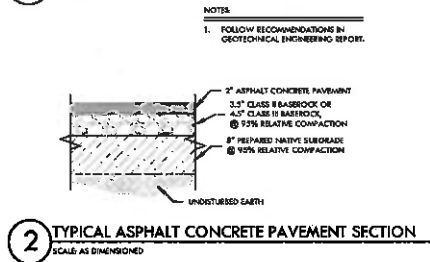 NOTES:
1. FOLLOW RECOMMENDATIONS IN
GEOTECHNICAL ENGINEERING REPORT.
2" ASPHALT CONCRETE PAVEMENT
3.5" CLASS II BASEROCK OR
4.5" CLASS III BASEROCK,
@ 95% RELATIVE COMPACTION
8" PREPARED NATIVE SUBGRADE
@ 95% RELATIVE COMPACTION
UNDISTURBED EARTH
2 TYPICAL ASPHALT CONCRETE PAVEMENT SECTION
SCALE: AS DIMENSIONED